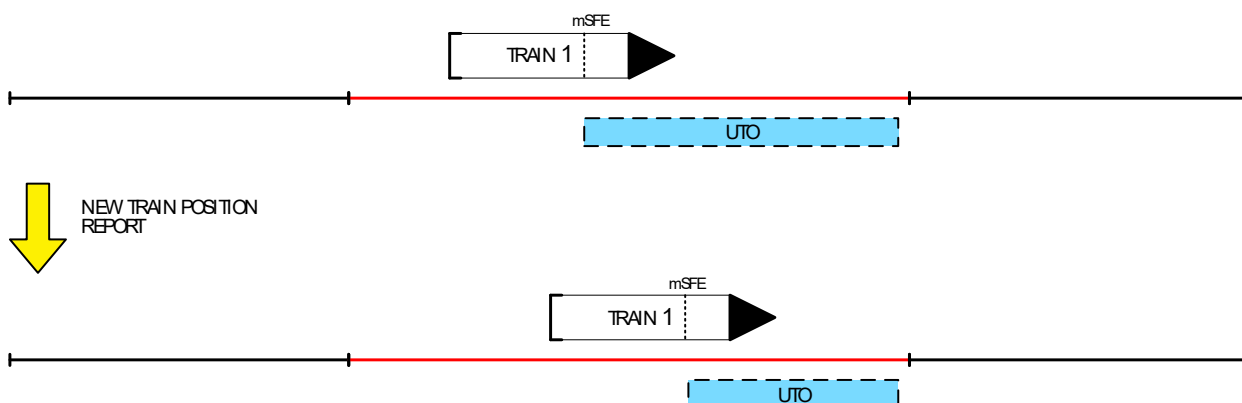 mSFE
TRAIN 1
UTO
NEW TRAIN POSITION
REPORT
mSFE
TRAIN 1
UTO